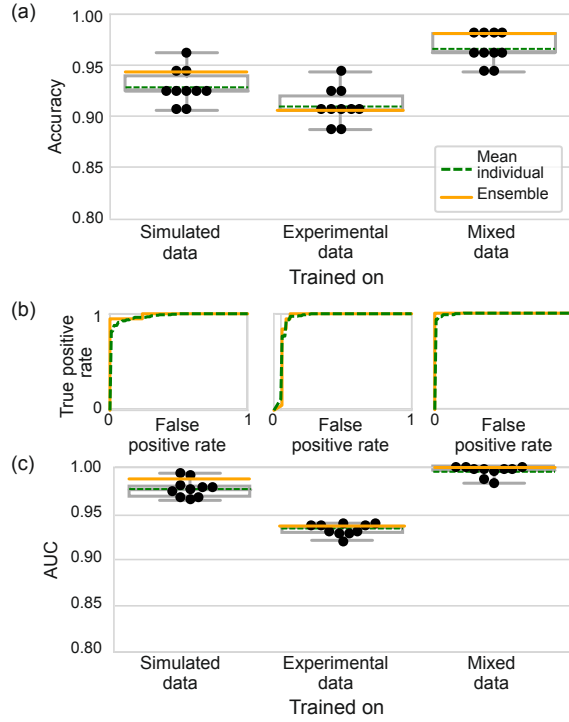 (a)
1.00
0.95
0.90
0.85
0.80
Accuracy
Mean
individual
Ensemble
Simulated
data
Experimental
data
Mixed
data
Trained on
(b)
True positive
rate
1
0
0
1
0
1
0
1
False
positive rate
False
positive rate
False
positive rate
(c)
1.00
0.95
0.90
0.85
0.80
AUC
Simulated
data
Experimental
data
Mixed
data
Trained on